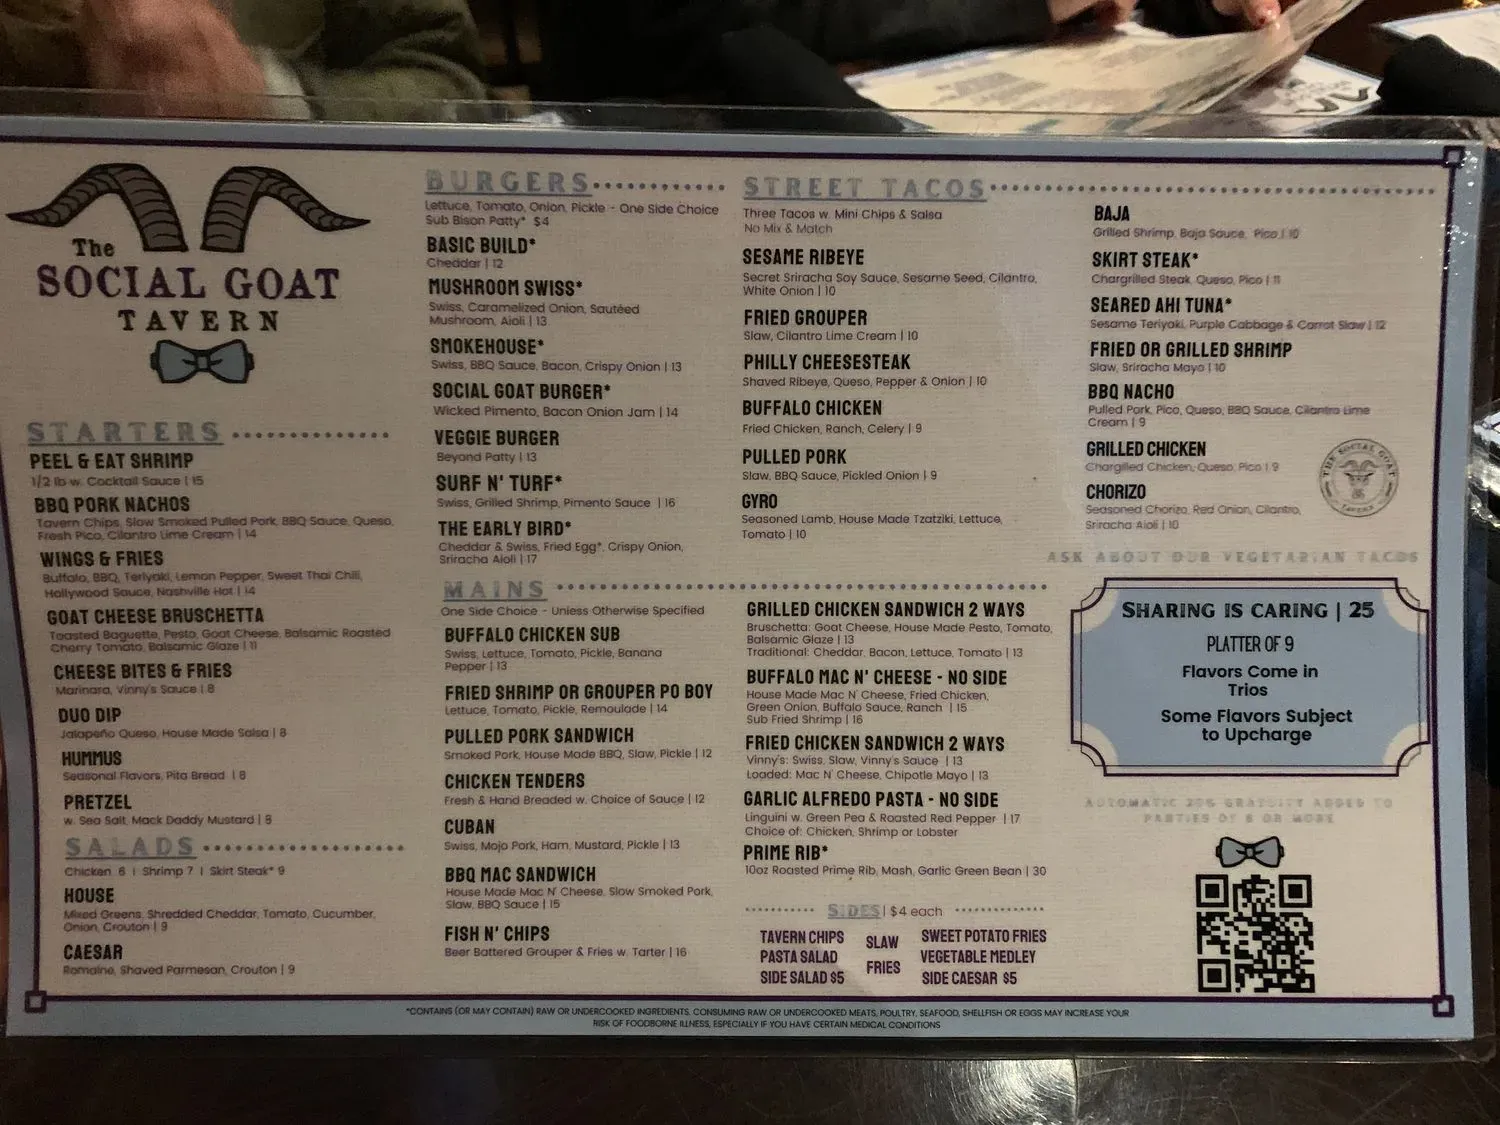 The
SOCIAL GOAT
TAVERN
STARTERS
PEEL & EAT SHRIMP
1/2 lb w. Cocktail Sauce | 15
BBQ PORK NACHOS
Tavern Chips, Slow Smoked Pulled Pork, BBQ Sauce, Queso,
Fresh Pico, Cilantro Lime Cream | 14
WINGS & FRIES
Buffalo, BBQ, Teriyaki, Lemon Pepper, Sweet Thai Chili,
Hollywood Sauce, Nashville Hot | 14
GOAT CHEESE BRUSCHETTA
Toasted Baguette, Pesto, Goat Cheese, Balsamic Roasted
Cherry Tomato, Balsamic Glaze | 11
CHEESE BITES & FRIES
Marinara, Vinny's Sauce | 8
DUO DIP
Jalapeño Queso, House Made Salsa | 8
HUMMUS
Seasonal Flavors, Pita Bread | 8
PRETZEL
w. Sea Salt, Mack Daddy Mustard | 8
SALADS
Chicken 6 | Shrimp 7 | Skirt Steak* 9
HOUSE
Mixed Greens, Shredded Cheddar, Tomato, Cucumber,
Onion, Crouton | 9
CAESAR
Romaine, Shaved Parmesan, Crouton | 9
BURGERS
Lettuce, Tomato, Onion, Pickle - One Side Choice
Sub Bison Patty* $4
BASIC BUILD*
Cheddar | 12
MUSHROOM SWISS*
Swiss, Caramelized Onion, Sautéed
Mushroom, Aioli | 13
SMOKEHOUSE*
Swiss, BBQ Sauce, Bacon, Crispy Onion | 13
SOCIAL GOAT BURGER*
Wicked Pimento, Bacon Onion Jam | 14
VEGGIE BURGER
Beyond Patty | 13
SURF N' TURF*
Swiss, Grilled Shrimp, Pimento Sauce | 16
THE EARLY BIRD*
Cheddar & Swiss, Fried Egg*, Crispy Onion,
Sriracha Aioli | 17
STREET TACOS
Three Tacos w. Mini Chips & Salsa
No Mix & Match
SESAME RIBEYE
Secret Sriracha Soy Sauce, Sesame Seed, Cilantro,
White Onion | 10
FRIED GROUPER
Slaw, Cilantro Lime Cream | 10
PHILLY CHEESESTEAK
Shaved Ribeye, Queso, Pepper & Onion | 10
BUFFALO CHICKEN
Fried Chicken, Ranch, Celery | 9
PULLED PORK
Slaw, BBQ Sauce, Pickled Onion | 9
GYRO
Seasoned Lamb, House Made Tzatziki, Lettuce,
Tomato | 10
BAJA
Grilled Shrimp, Baja Sauce, Pico | 10
SKIRT STEAK*
Chargrilled Steak, Queso, Pico | 11
SEARED AHI TUNA*
Sesame Teriyaki, Purple Cabbage & Carrot Slaw | 12
FRIED OR GRILLED SHRIMP
Slaw, Sriracha Mayo | 10
BBQ NACHO
Pulled Pork, Pico, Queso, BBQ Sauce, Cilantro Lime
Cream | 9
GRILLED CHICKEN
Chargilled Chicken, Queso, Pico | 9
CHORIZO
Seasoned Chorizo, Red Onion, Cilantro,
Sriracha Aioli | 10
THE SOCIAL GOAT
TAVERN
ASK ABOUT OUR VEGETARIAN TACOS
MAINS
One Side Choice - Unless Otherwise Specified
BUFFALO CHICKEN SUB
Swiss, Lettuce, Tomato, Pickle, Banana
Pepper | 13
FRIED SHRIMP OR GROUPER PO BOY
Lettuce, Tomato, Pickle, Remoulade | 14
PULLED PORK SANDWICH
Smoked Pork, House Made BBQ, Slaw, Pickle | 12
CHICKEN TENDERS
Fresh & Hand Breaded w. Choice of Sauce | 12
CUBAN
Swiss, Mojo Pork, Ham, Mustard, Pickle | 13
BBQ MAC SANDWICH
House Made Mac N' Cheese, Slow Smoked Pork,
Slaw, BBQ Sauce | 15
FISH N' CHIPS
Beer Battered Grouper & Fries w. Tarter | 16
GRILLED CHICKEN SANDWICH 2 WAYS
Bruschetta: Goat Cheese, House Made Pesto, Tomato,
Balsamic Glaze | 13
Traditional: Cheddar, Bacon, Lettuce, Tomato | 13
BUFFALO MAC N' CHEESE - NO SIDE
House Made Mac N' Cheese, Fried Chicken,
Green Onion, Buffalo Sauce, Ranch | 15
Sub Fried Shrimp | 16
FRIED CHICKEN SANDWICH 2 WAYS
Vinny's: Swiss, Slaw, Vinny's Sauce | 13
Loaded: Mac N' Cheese, Chipotle Mayo | 13
GARLIC ALFREDO PASTA - NO SIDE
Linguini w. Green Pea & Roasted Red Pepper | 17
Choice of: Chicken, Shrimp or Lobster
PRIME RIB*
10oz Roasted Prime Rib, Mash, Garlic Green Bean | 30
SIDES | $4 each
TAVERN CHIPS
PASTA SALAD
SIDE SALAD $5
SLAW
FRIES
SWEET POTATO FRIES
VEGETABLE MEDLEY
SIDE CAESAR $5
SHARING IS CARING | 25
PLATTER OF 9
Flavors Come in
Trios
Some Flavors Subject
to Upcharge
AUTOMATIC 20% GRATUITY ADDED TO
PARTIES OF 8 OR MORE
*CONTAINS (OR MAY CONTAIN) RAW OR UNDERCOOKED INGREDIENTS. CONSUMING RAW OR UNDERCOOKED MEATS, POULTRY, SEAFOOD, SHELLFISH OR EGGS MAY INCREASE YOUR
RISK OF FOODBORNE ILLNESS, ESPECIALLY IF YOU HAVE CERTAIN MEDICAL CONDITIONS